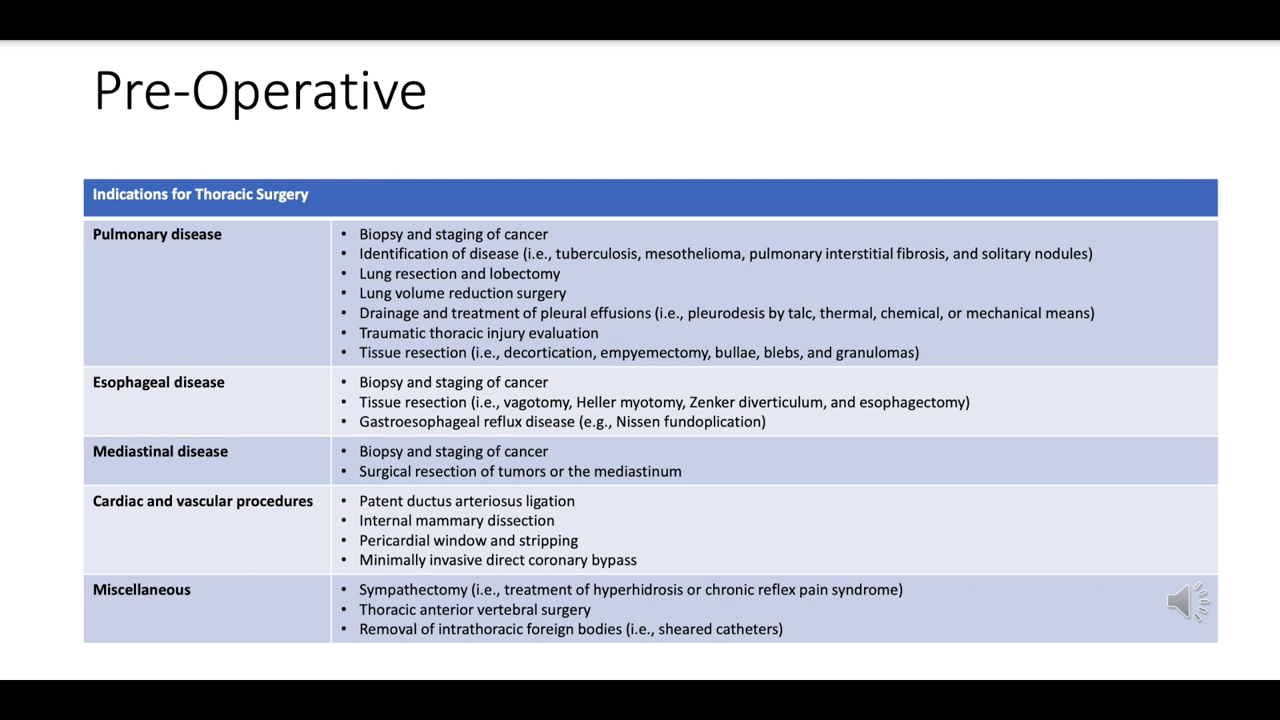 Pre-Operative
Indications for Thoracic Surgery
Pulmonary disease
• Biopsy and staging of cancer
• Identification of disease (i.e., tuberculosis, mesothelioma, pulmonary interstitial fibrosis, and solitary nodules)
• Lung resection and lobectomy
• Lung volume reduction surgery
• Drainage and treatment of pleural effusions (i.e., pleurodesis by talc, thermal, chemical, or mechanical means)
• Traumatic thoracic injury evaluation
• Tissue resection (i.e., decortication, empyemectomy, bullae, blebs, and granulomas)
Esophageal disease
• Biopsy and staging of cancer
• Tissue resection (i.e., vagotomy, Heller myotomy, Zenker diverticulum, and esophagectomy)
• Gastroesophageal reflux disease (e.g., Nissen fundoplication)
Mediastinal disease
• Biopsy and staging of cancer
• Surgical resection of tumors or the mediastinum
Cardiac and vascular procedures
• Patent ductus arteriosus ligation
• Internal mammary dissection
• Pericardial window and stripping
• Minimally invasive direct coronary bypass
Miscellaneous
• Sympathectomy (i.e., treatment of hyperhidrosis or chronic reflex pain syndrome)
• Thoracic anterior vertebral surgery
• Removal of intrathoracic foreign bodies (i.e., sheared catheters)